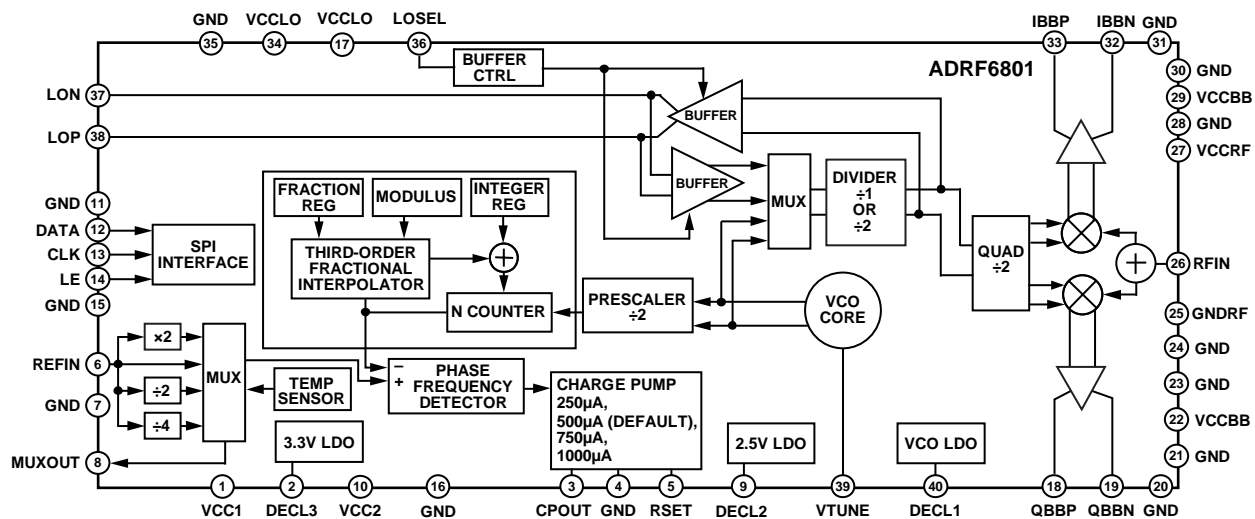 GND
VCCLO
VCCLO
LOSEL
IBBP
IBBN
GND
35
34
17
36
33
32
31
BUFFER
CTRL
ADRF6801
30
GND
29
VCCBB
28
GND
27
VCCRF
LON
37
LOP
38
BUFFER
BUFFER
MUX
DIVIDER
÷1
OR
÷2
FRACTION
REG
MODULUS
INTEGER
REG
THIRD-ORDER
FRACTIONAL
INTERPOLATOR
N COUNTER
PRESCALER
÷2
VCO
CORE
QUAD
÷2
26
RFIN
25
GNDRF
24
GND
23
GND
22
VCCBB
21
GND
GND
11
DATA
12
CLK
13
LE
14
GND
15
SPI
INTERFACE
REFIN
6
GND
7
MUXOUT
8
×2
÷2
÷4
MUX
TEMP
SENSOR
–
+
PHASE
FREQUENCY
DETECTOR
CHARGE PUMP
250µA,
500µA (DEFAULT),
750µA,
1000µA
3.3V LDO
2.5V LDO
VCO LDO
1
2
10
16
3
4
5
9
39
40
18
19
20
VCC1
DECL3
VCC2
GND
CPOUT
GND
RSET
DECL2
VTUNE
DECL1
QBBP
QBBN
GND